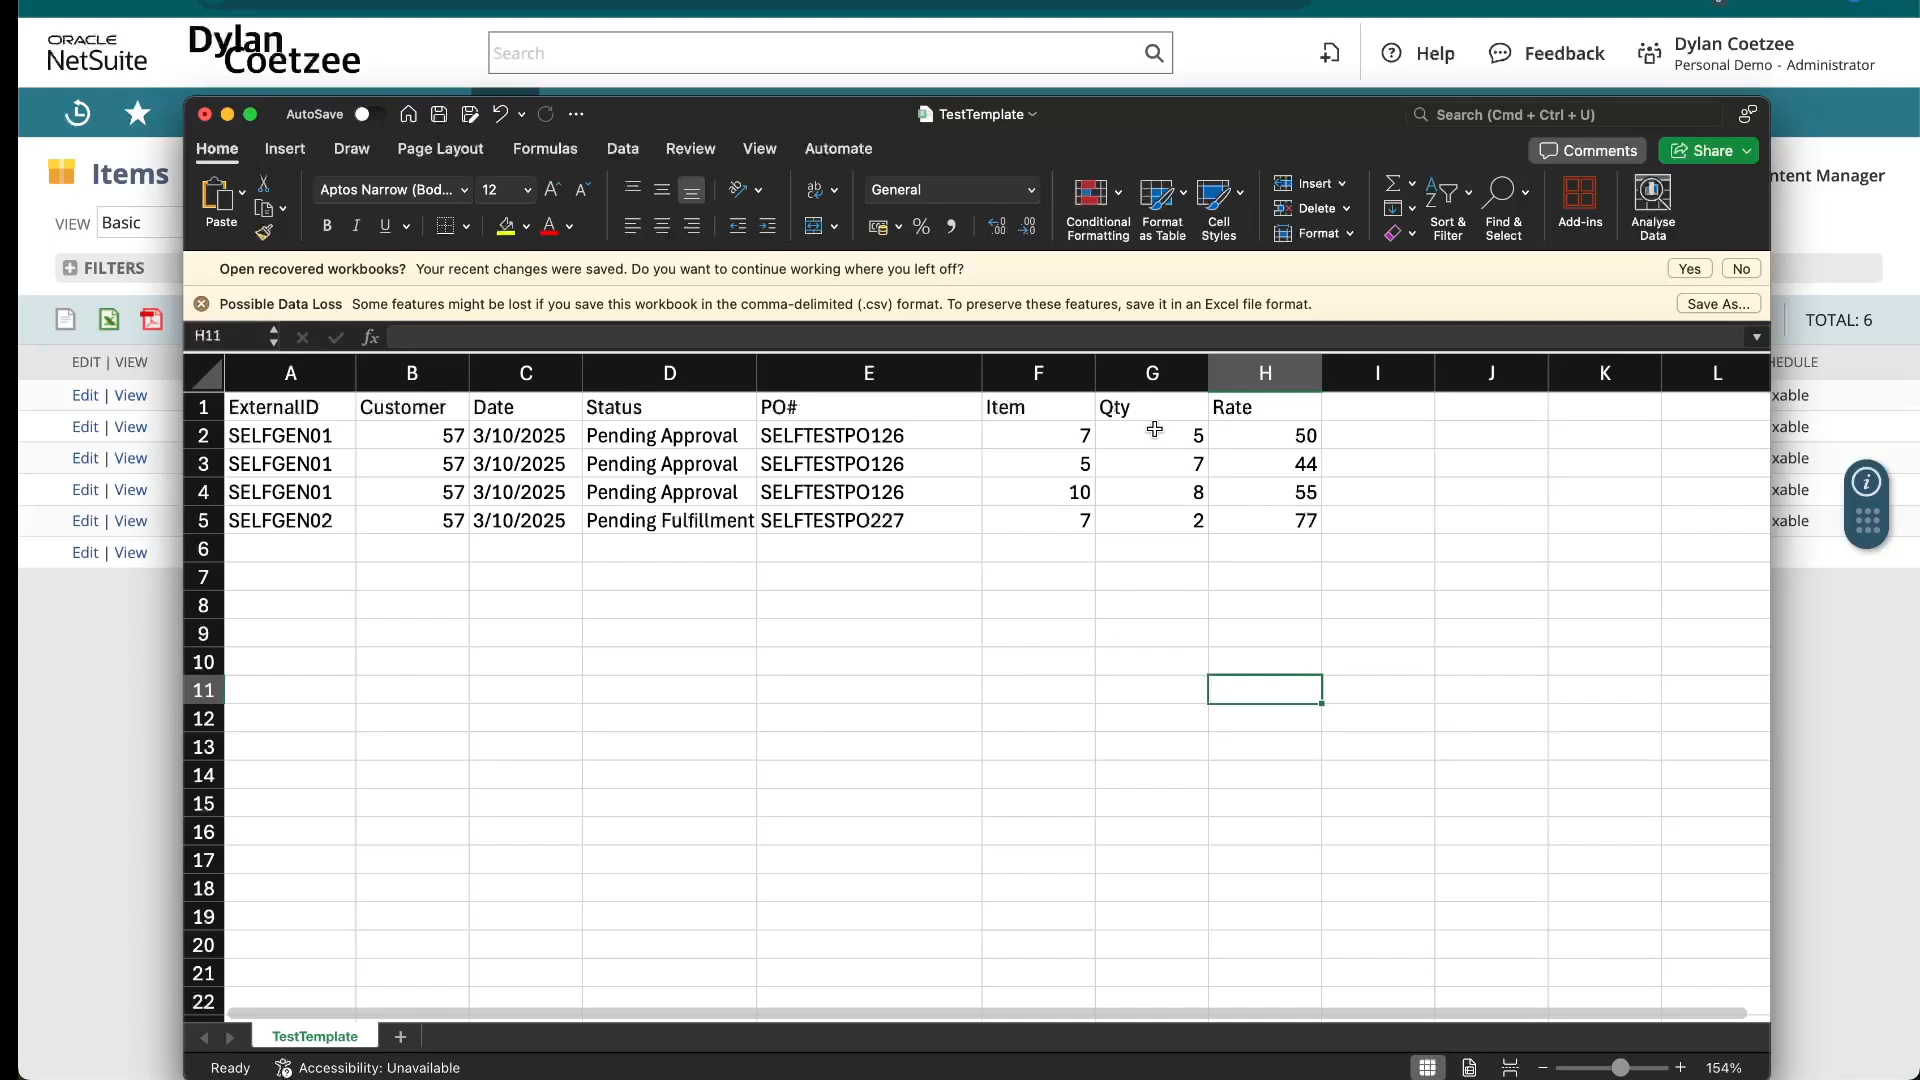 ORACLE
NetSuite
Dylan
Coetzee
Search
Help
Feedback
Dylan Coetzee
Personal Demo - Administrator
AutoSave
TestTemplate
Search (Cmd + Ctrl + U)
Home Insert Draw Page Layout Formulas Data Review View Automate
Comments
Share
Items
VIEW Basic
FILTERS
ntent Manager
Paste
Aptos Narrow (Bod...
12
General
Conditional
Formatting
Format
as Table
Cell
Styles
Insert
Delete
Format
Sort &
Filter
Find &
Select
Add-ins
Analyse
Data
Open recovered workbooks? Your recent changes were saved. Do you want to continue working where you left off?
Yes
No
Possible Data Loss Some features might be lost if you save this workbook in the comma-delimited (.csv) format. To preserve these features, save it in an Excel file format.
Save As...
TOTAL: 6
H11
fx
EDIT | VIEW
HEDULE
Edit | View
xable
Edit | View
xable
Edit | View
xable
Edit | View
xable
Edit | View
xable
Edit | View
A B C D E F G H I J K L
1 ExternalID Customer Date Status PO# Item Qty Rate
2 SELFGEN01 57 3/10/2025 Pending Approval SELFTESTPO126 7 5 50
3 SELFGEN01 57 3/10/2025 Pending Approval SELFTESTPO126 5 7 44
4 SELFGEN01 57 3/10/2025 Pending Approval SELFTESTPO126 10 8 55
5 SELFGEN02 57 3/10/2025 Pending Fulfillment SELFTESTPO227 7 2 77
6
7
8
9
10
11
12
13
14
15
16
17
18
19
20
21
22
TestTemplate
Ready
Accessibility: Unavailable
154%